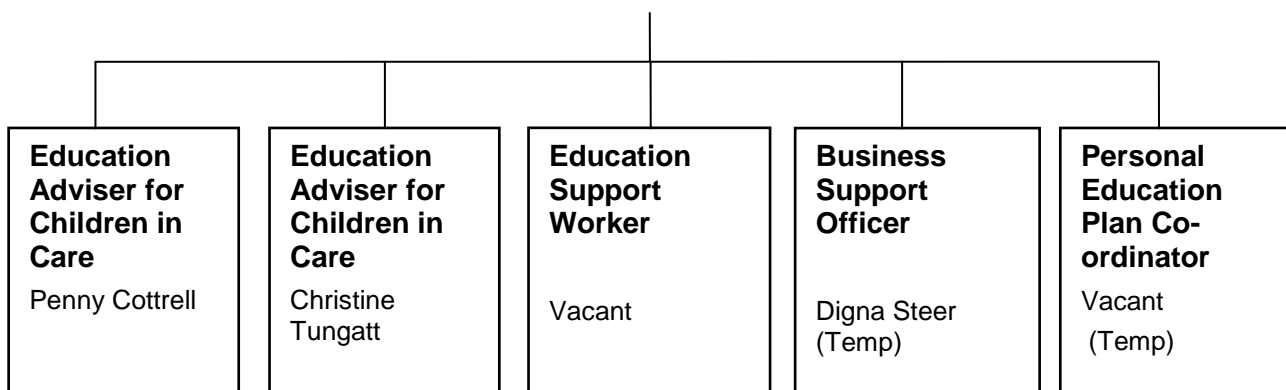 Education
Adviser for
Children in
Care
Penny Cottrell
Education
Adviser for
Children in
Care
Christine
Tungatt
Education
Support
Worker
Vacant
Business
Support
Officer
Digna Steer
(Temp)
Personal
Education
Plan Co-
ordinator
Vacant
(Temp)